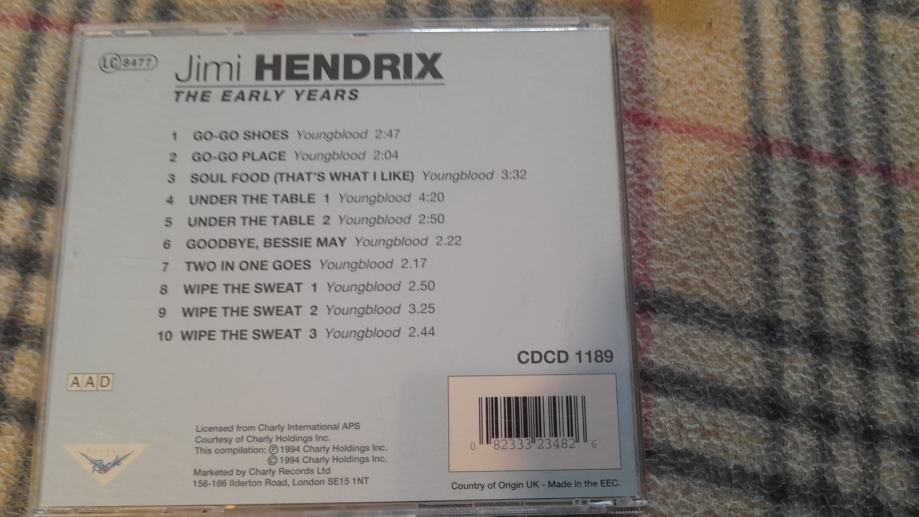 LC 8477
Jimi HENDRIX
THE EARLY YEARS
1 GO-GO SHOES Youngblood 2:47
2 GO-GO PLACE Youngblood 2:04
3 SOUL FOOD (THAT'S WHAT I LIKE) Youngblood 3:32
4 UNDER THE TABLE 1 Youngblood 4:20
5 UNDER THE TABLE 2 Youngblood 2:50
6 GOODBYE, BESSIE MAY Youngblood 2.22
7 TWO IN ONE GOES Youngblood 2.17
8 WIPE THE SWEAT 1 Youngblood 2.50
9 WIPE THE SWEAT 2 Youngblood 3.25
10 WIPE THE SWEAT 3 Youngblood 2.44
CDCD 1189
AAD
0 82333 23482 6
Licensed from Charly International APS
Courtesy of Charly Holdings Inc.
This compilation: Ⓟ1994 Charly Holdings Inc.
©1994 Charly Holdings Inc.
Marketed by Charly Records Ltd
156-166 Ilderton Road, London SE15 1NT
Country of Origin UK - Made in the EEC.